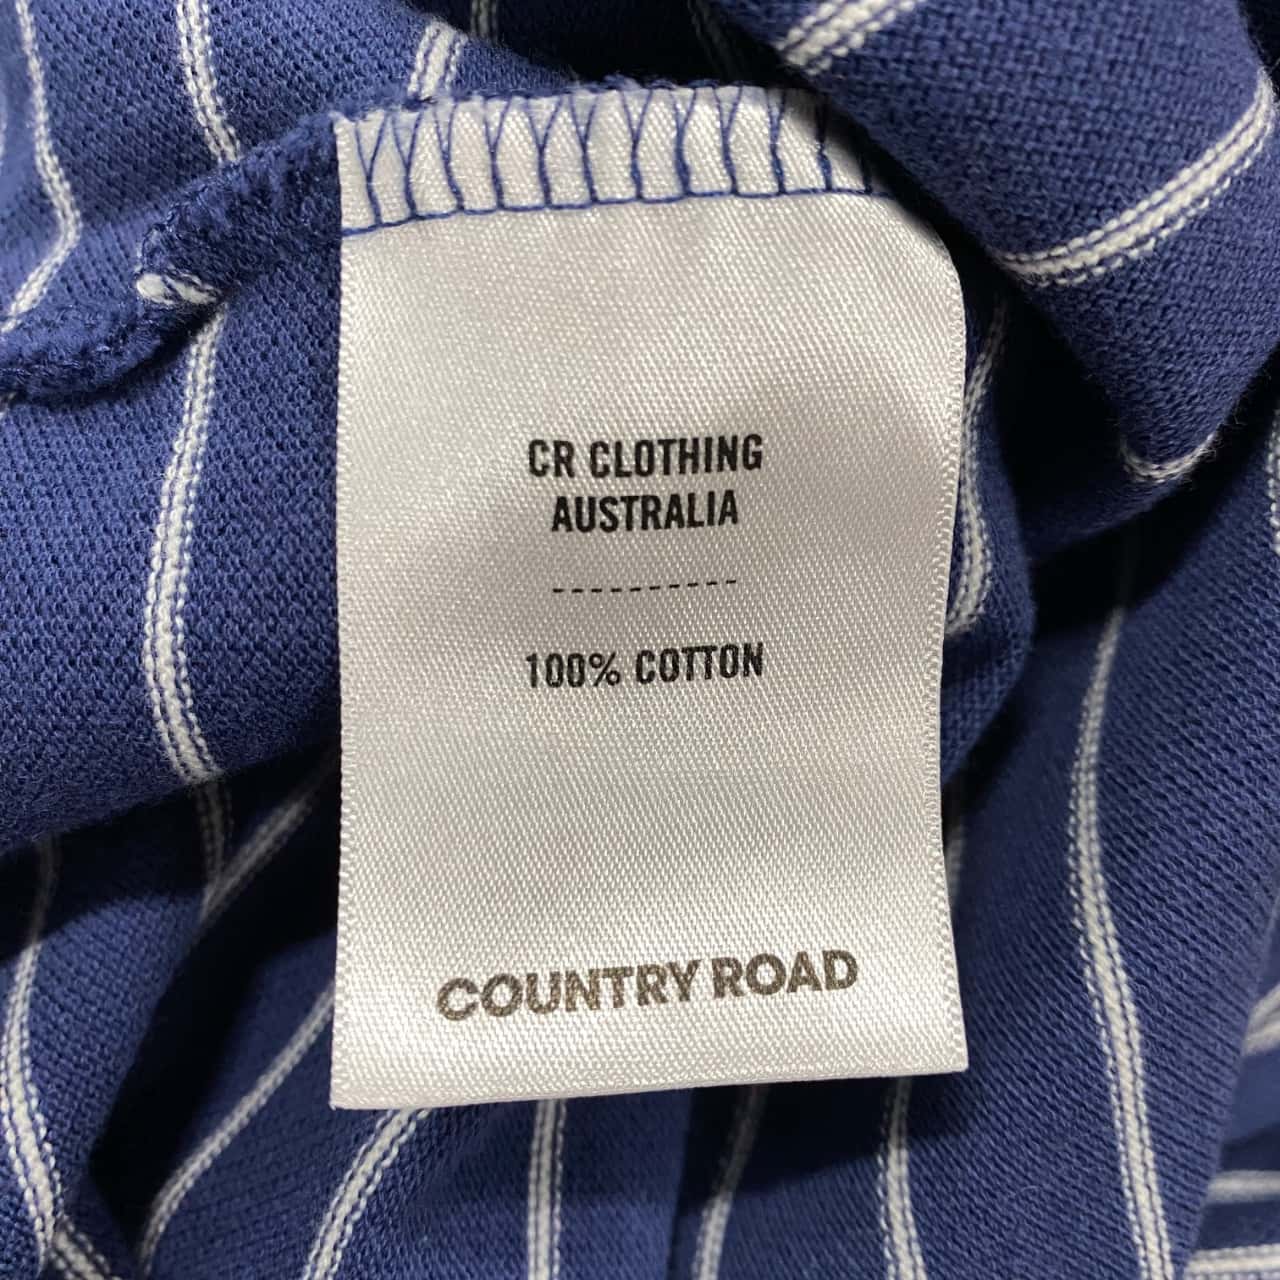 CR CLOTHING
AUSTRALIA
----------
100% COTTON
COUNTRY ROAD